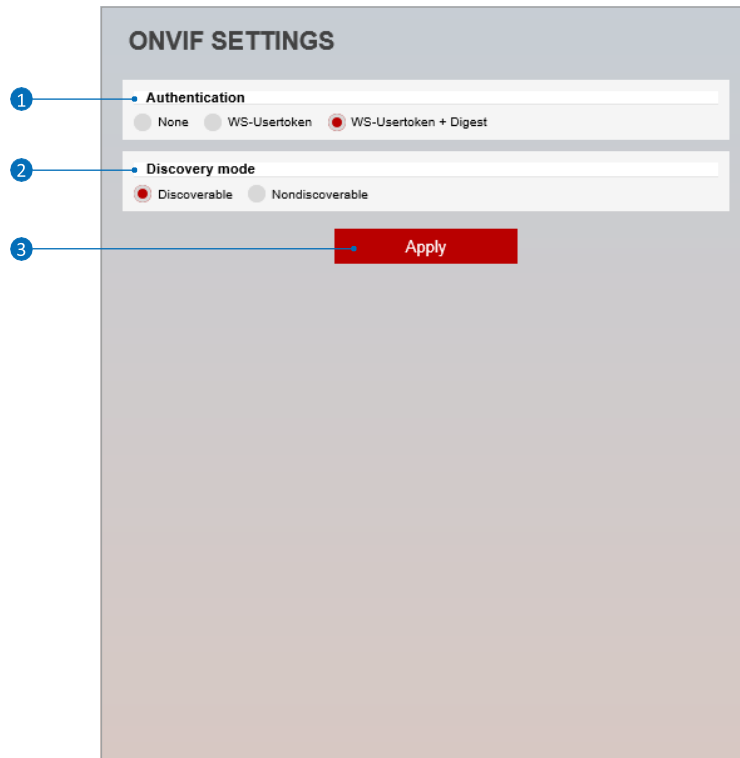 ONVIF SETTINGS
1
Authentication
None WS-Usertoken WS-Usertoken + Digest
2
Discovery mode
Discoverable Nondiscoverable
3
Apply